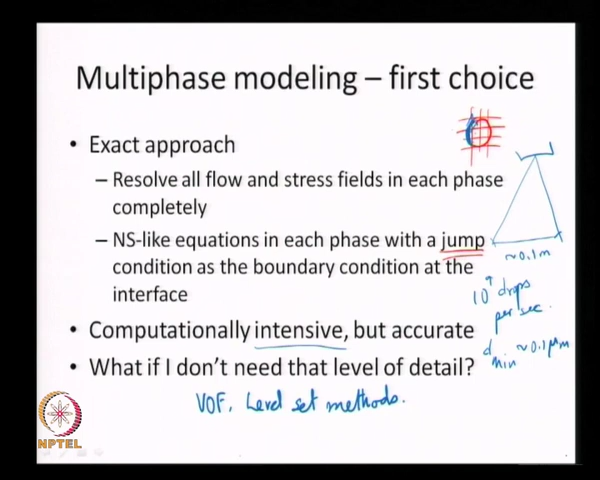 Multiphase modeling – first choice
• Exact approach
– Resolve all flow and stress fields in each phase
completely
– NS-like equations in each phase with a jump
condition as the boundary condition at the
interface
~0.1m
10⁹ drops
per sec.
• Computationally intensive, but accurate
d min ~0.1μm
• What if I don't need that level of detail?
VOF, Level set methods.
NPTEL